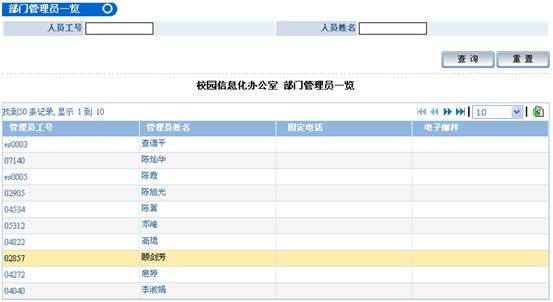 部门管理员一览
人员工号 人员姓名
查 询 重 置
校园信息化办公室 部门管理员一览
找到50 条记录, 显示 1 到 10 10
管理员工号 管理员姓名 固定电话 电子邮件
es0003 查德平
07140 陈灿华
es0005 陈霞
02905 陈旭光
04534 陈翼
05312 邓峰
04822 高珺
02857 顾剑芳
04272 扈婷
04040 李淑娟